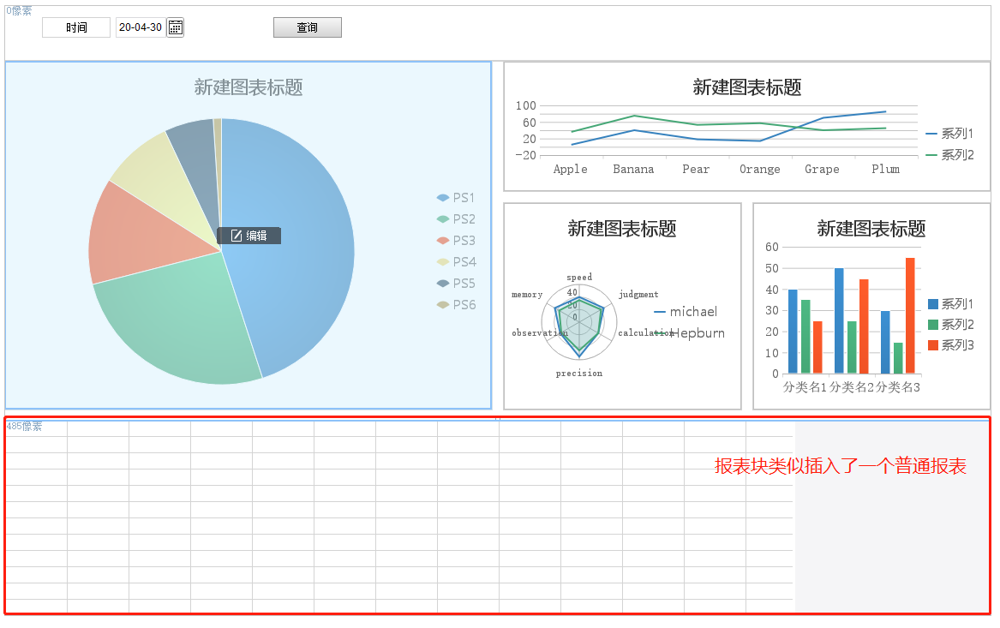 0像素
时间 20-04-30 查询
新建图表标题
PS1
PS2
PS3
PS4
PS5
PS6
编辑
新建图表标题
100
60
20
-20
Apple Banana Pear Orange Grape Plum
系列1
系列2
新建图表标题
speed
judgment
calculation
precision
observation
memory
40
20
0
michael
Hepburn
新建图表标题
60
50
40
30
20
10
0
分类名1 分类名2 分类名3
系列1
系列2
系列3
485像素
报表块类似插入了一个普通报表